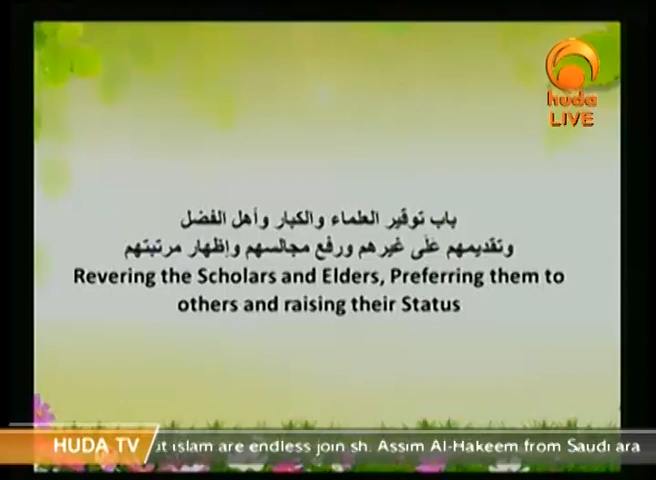 huda
LIVE
باب توقير العلماء والكبار وأهل الفضل
وتقديمهم على غيرهم ورفع مجالسهم وإظهار مرتبتهم
Revering the Scholars and Elders, Preferring them to
others and raising their Status
HUDA TV
ut islam are endless join sh. Assim Al-Hakeem from Saudi ara